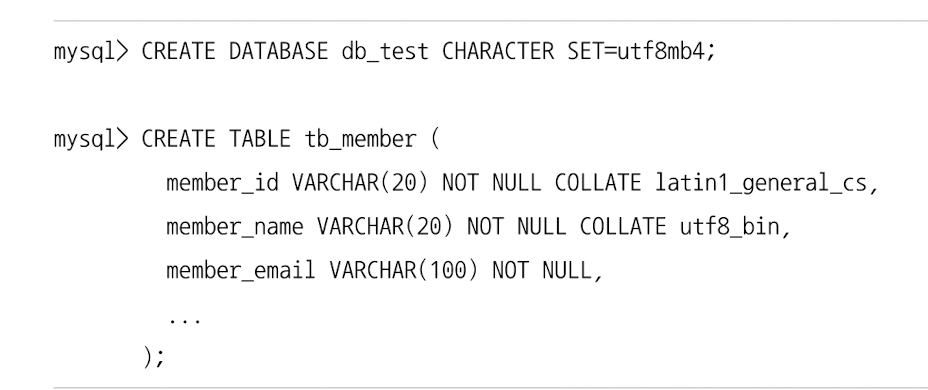 mysql> CREATE DATABASE db_test CHARACTER SET=utf8mb4;
mysql> CREATE TABLE tb_member (
member_id VARCHAR(20) NOT NULL COLLATE latin1_general_cs,
member_name VARCHAR(20) NOT NULL COLLATE utf8_bin,
member_email VARCHAR(100) NOT NULL,
...
);